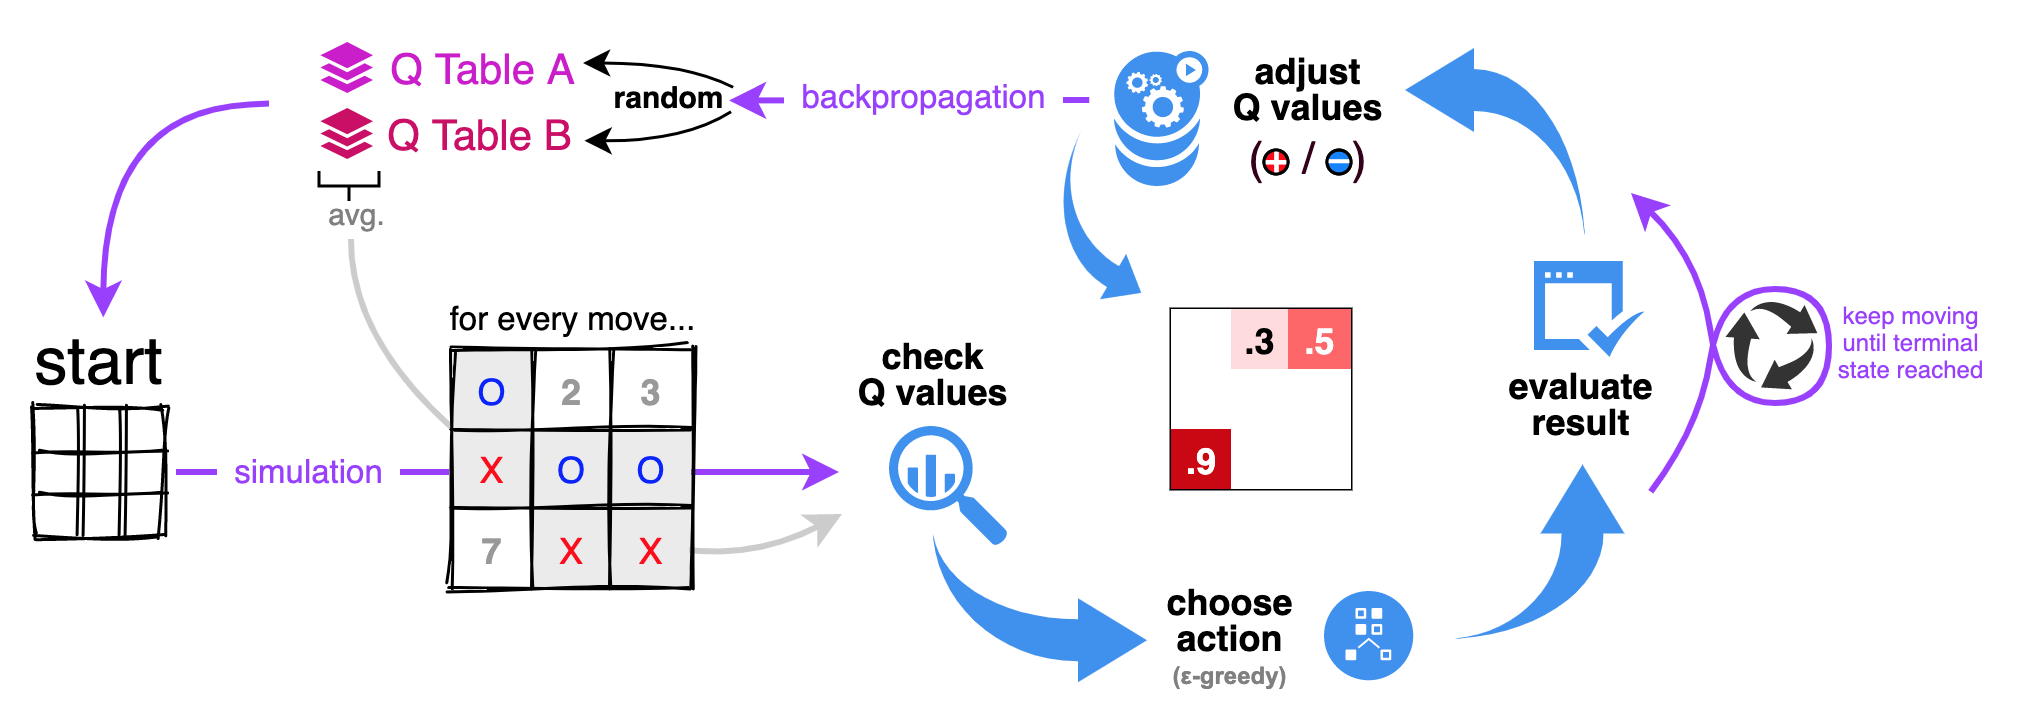 Q Table A
Q Table B
random
backpropagation
adjust
Q values
(+ / −)
avg.
start
simulation
for every move...
O 2 3
X O O
7 X X
check
Q values
.3 .5
.9
choose
action
(ε-greedy)
evaluate
result
keep moving
until terminal
state reached